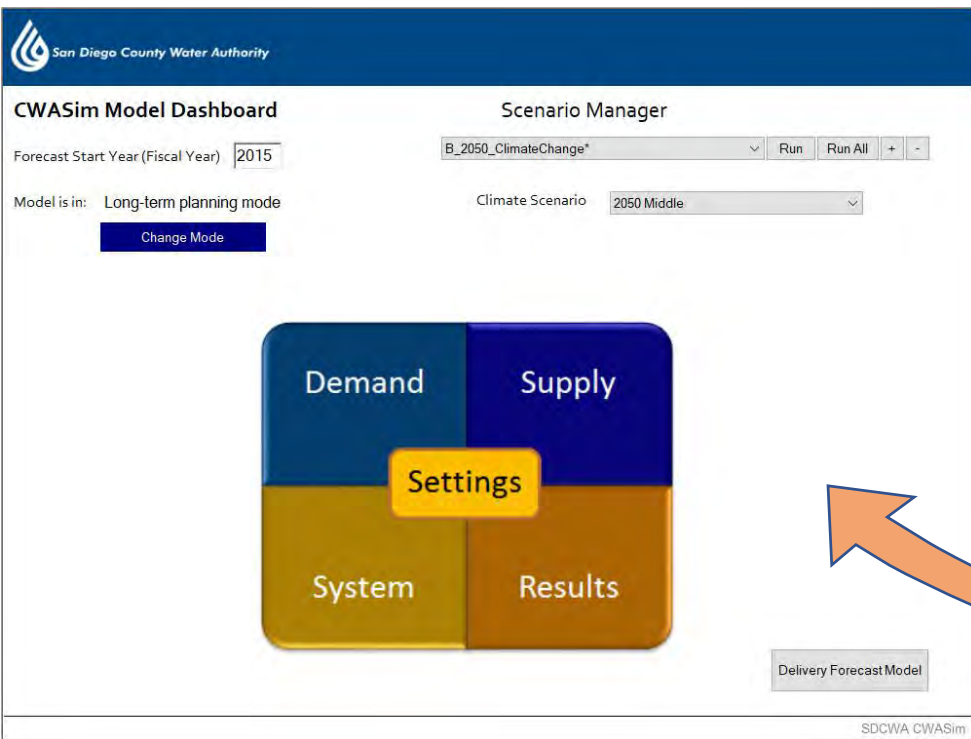 San Diego County Water Authority
CWASim Model Dashboard
Scenario Manager
Forecast Start Year (Fiscal Year) 2015
B_2050_ClimateChange* Run Run All + -
Model is in: Long-term planning mode
Climate Scenario 2050 Middle
Change Mode
Demand Supply
Settings
System Results
Delivery Forecast Model
SDCWA CWASim